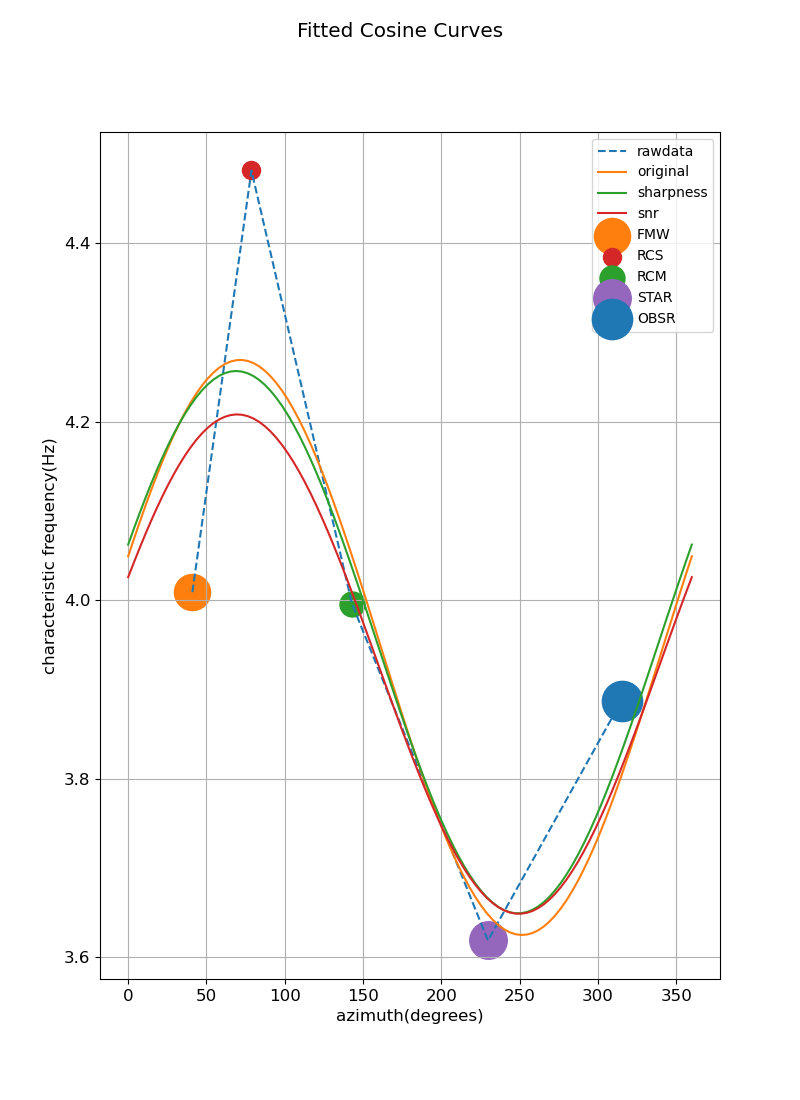 Fitted Cosine Curves
rawdata
original
sharpness
snr
FMW
RCS
RCM
STAR
OBSR
4.4
4.2
4.0
3.8
3.6
characteristic frequency(Hz)
0 50 100 150 200 250 300 350
azimuth(degrees)